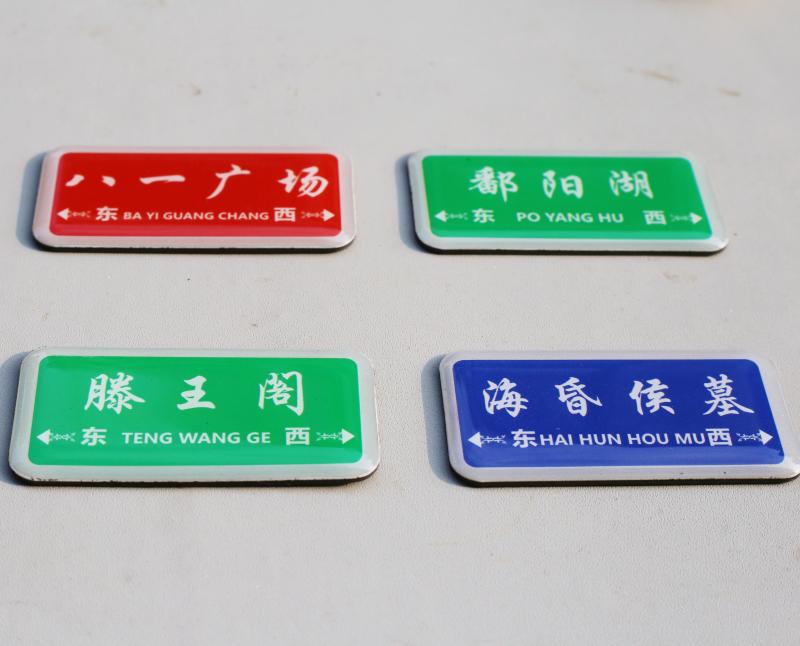 八一广场
东 BA YI GUANG CHANG 西
鄱阳湖
东 PO YANG HU 西
滕王阁
东 TENG WANG GE 西
海昏侯墓
东 HAI HUN HOU MU 西